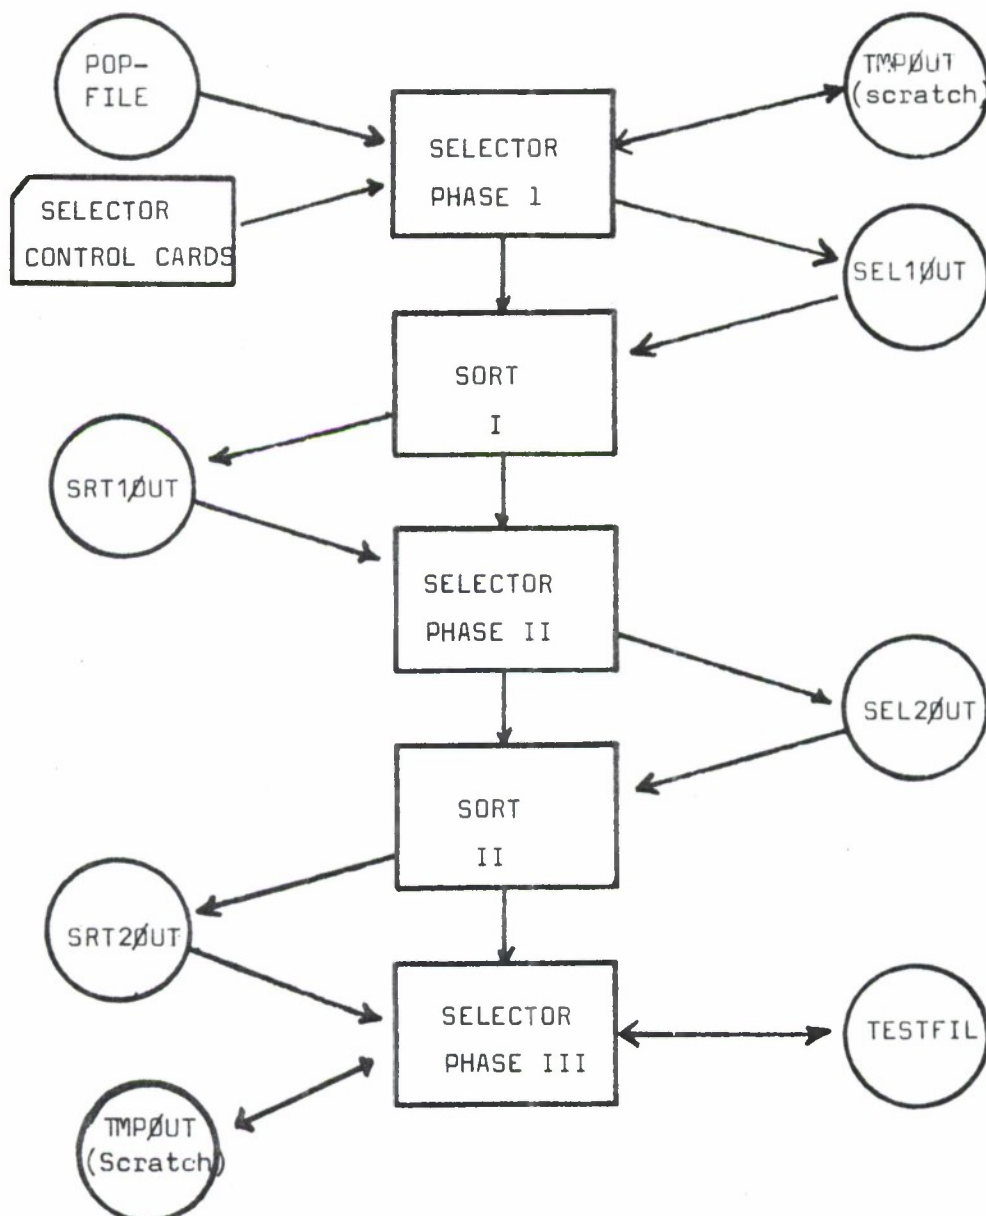 POP-
FILE
TMPØUT
(scratch)
SELECTOR
PHASE 1
SELECTOR
CONTROL CARDS
SEL1ØUT
SORT
I
SRT1ØUT
SELECTOR
PHASE II
SEL2ØUT
SORT
II
SRT2ØUT
SELECTOR
PHASE III
TESTFIL
TMPØUT
(Scratch)